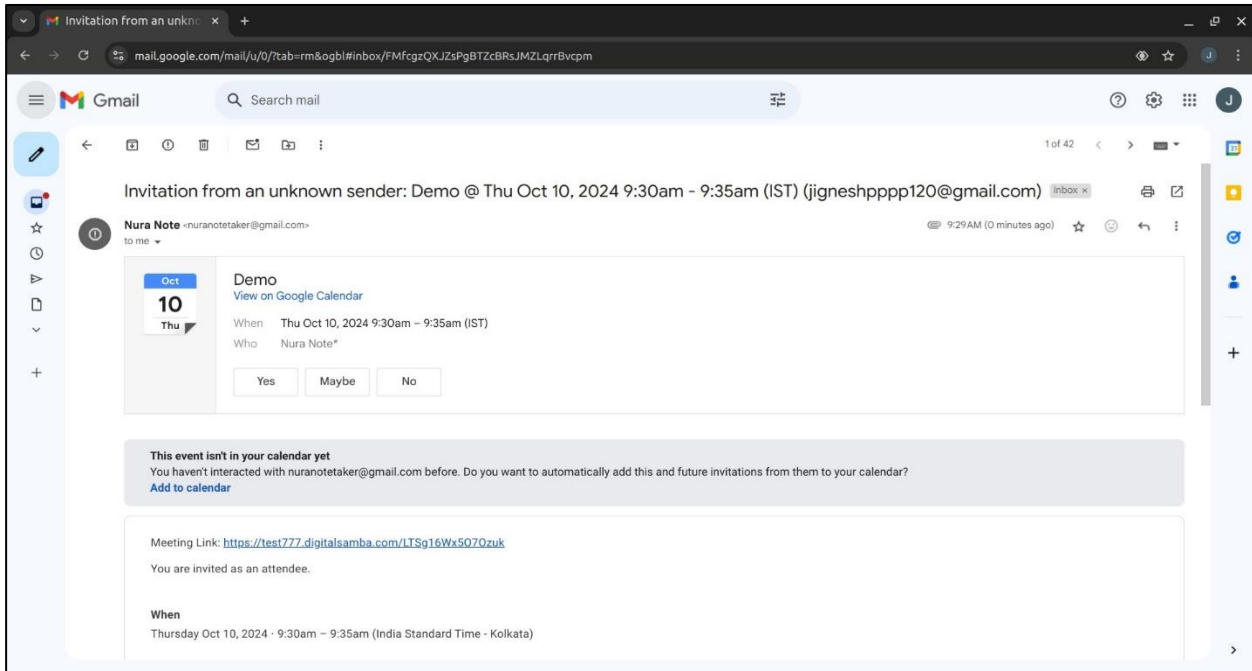 Invitation from an unkno
mail.google.com/mail/u/0/?tab=rm&ogbl#inbox/FMfcgzQXJZsPgBTZcBRsJMZLqrrBvcpm
J
Gmail
Search mail
J
1 of 42
31
Invitation from an unknown sender: Demo @ Thu Oct 10, 2024 9:30am - 9:35am (IST) (jigneshpppp120@gmail.com) Inbox ×
Nura Note <nuranotetaker@gmail.com>
9:29 AM (0 minutes ago)
to me
Oct
10
Thu
Demo
View on Google Calendar
When Thu Oct 10, 2024 9:30am – 9:35am (IST)
Who Nura Note*
Yes Maybe No
This event isn't in your calendar yet
You haven't interacted with nuranotetaker@gmail.com before. Do you want to automatically add this and future invitations from them to your calendar?
Add to calendar
Meeting Link: https://test777.digitalsamba.com/LTSg16Wx507Ozuk
You are invited as an attendee.
When
Thursday Oct 10, 2024 · 9:30am – 9:35am (India Standard Time - Kolkata)